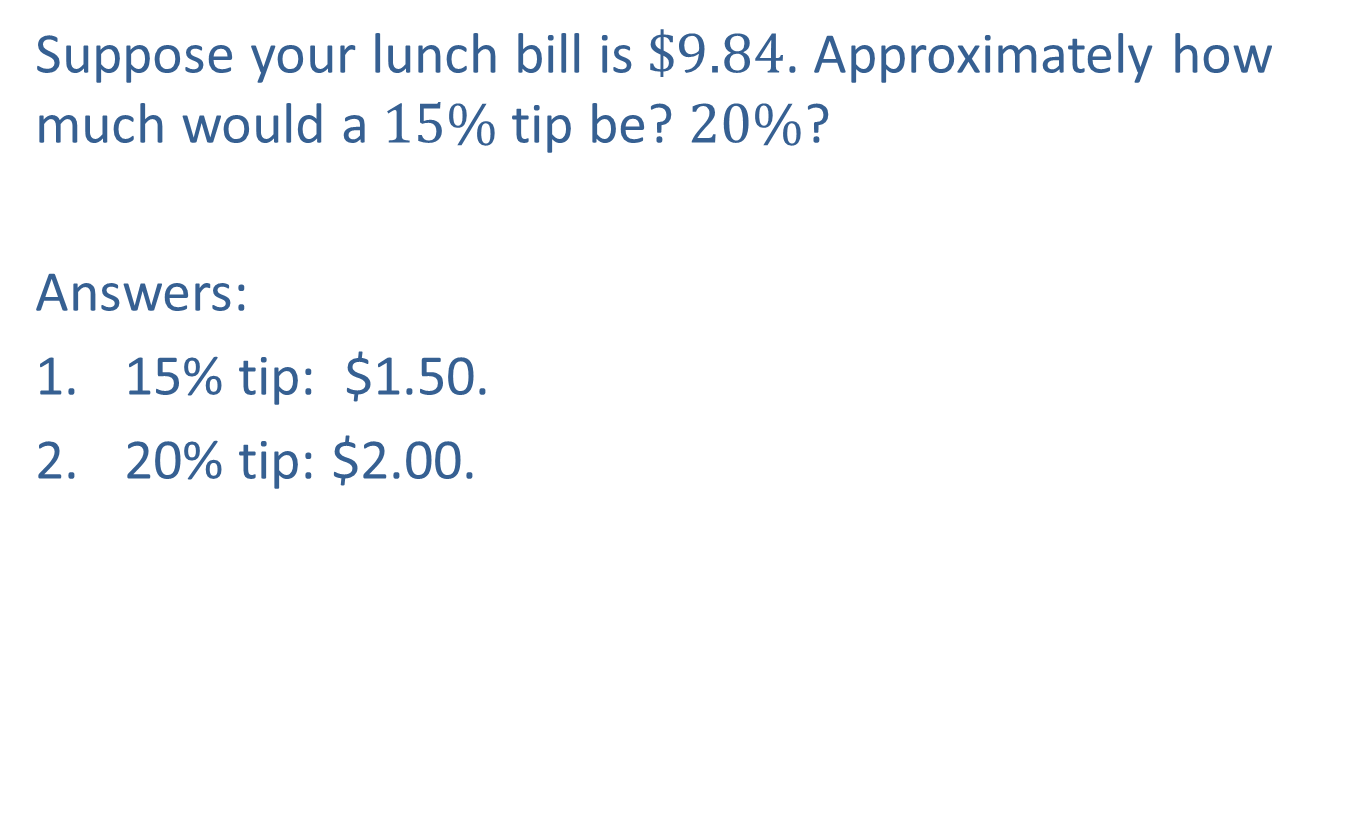 Suppose your lunch bill is $9.84. Approximately how
much would a 15% tip be? 20%?
Answers:
1. 15% tip: $1.50.
2. 20% tip: $2.00.